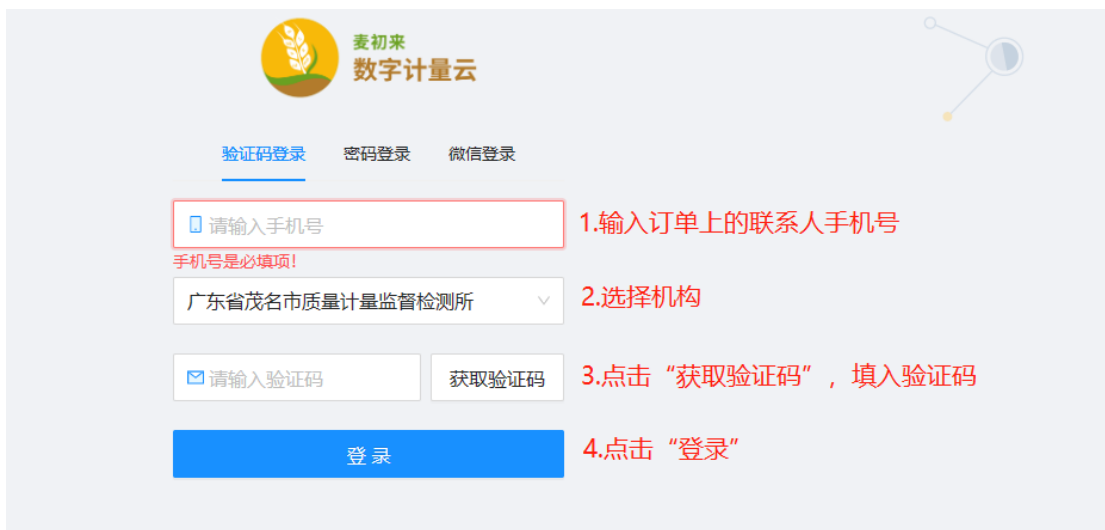 麦初来
数字计量云
验证码登录 密码登录 微信登录
请输入手机号 1.输入订单上的联系人手机号
手机号是必填项!
广东省茂名市质量计量监督检测所 2.选择机构
请输入验证码 获取验证码 3.点击“获取验证码”，填入验证码
登 录 4.点击“登录”